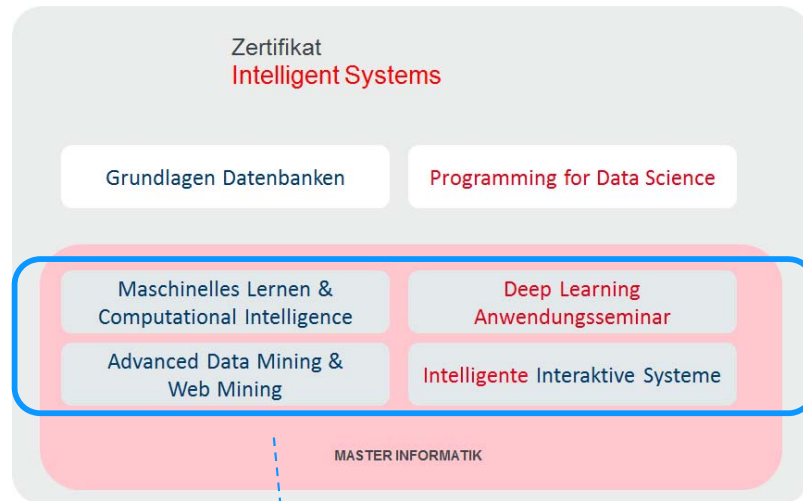 Zertifikat
Intelligent Systems
Grundlagen Datenbanken
Programming for Data Science
Maschinelles Lernen &
Computational Intelligence
Deep Learning
Anwendungsseminar
Advanced Data Mining &
Web Mining
Intelligente Interaktive Systeme
MASTER INFORMATIK